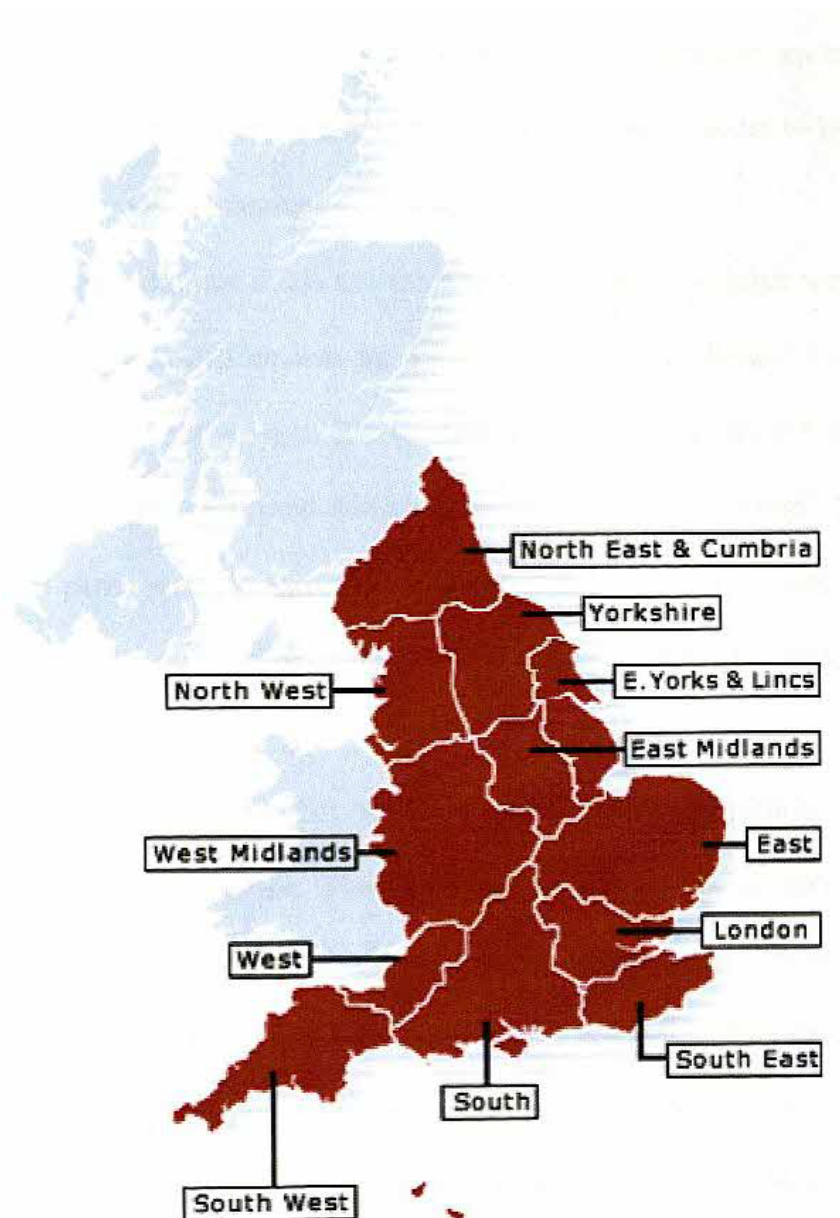 North East & Cumbria
Yorkshire
E.Yorks & Lincs
North West
East Midlands
East
West Midlands
London
West
South East
South
South West